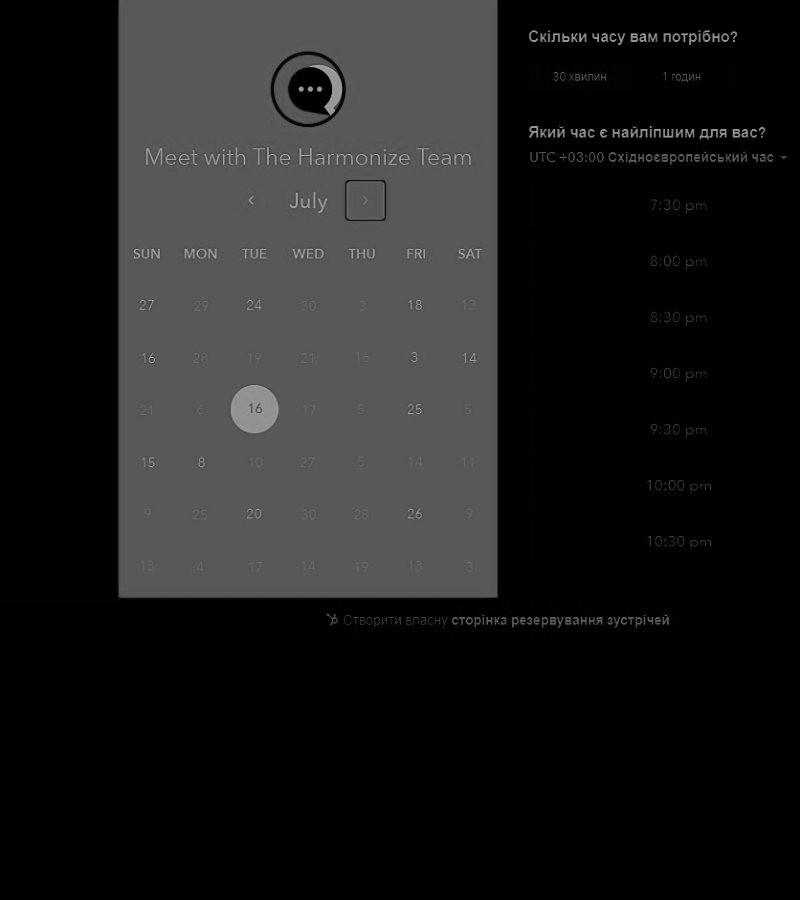 Meet with The Harmonize Team
July
SUN MON TUE WED THU FRI SAT
27 29 24 30 3 18 13
16 28 19 21 16 3 14
21 6 16 17 5 25 5
15 8 10 27 5 14 11
9 25 20 30 28 26 9
13 4 17 14 19 13 3
Скільки часу вам потрібно?
30 хвилин 1 годин
Який час є найліпшим для вас?
UTC +03:00 Східноєвропейський час
7:30 pm
8:00 pm
8:30 pm
9:00 pm
9:30 pm
10:00 pm
10:30 pm
Створити власну сторінка резервування зустрічей